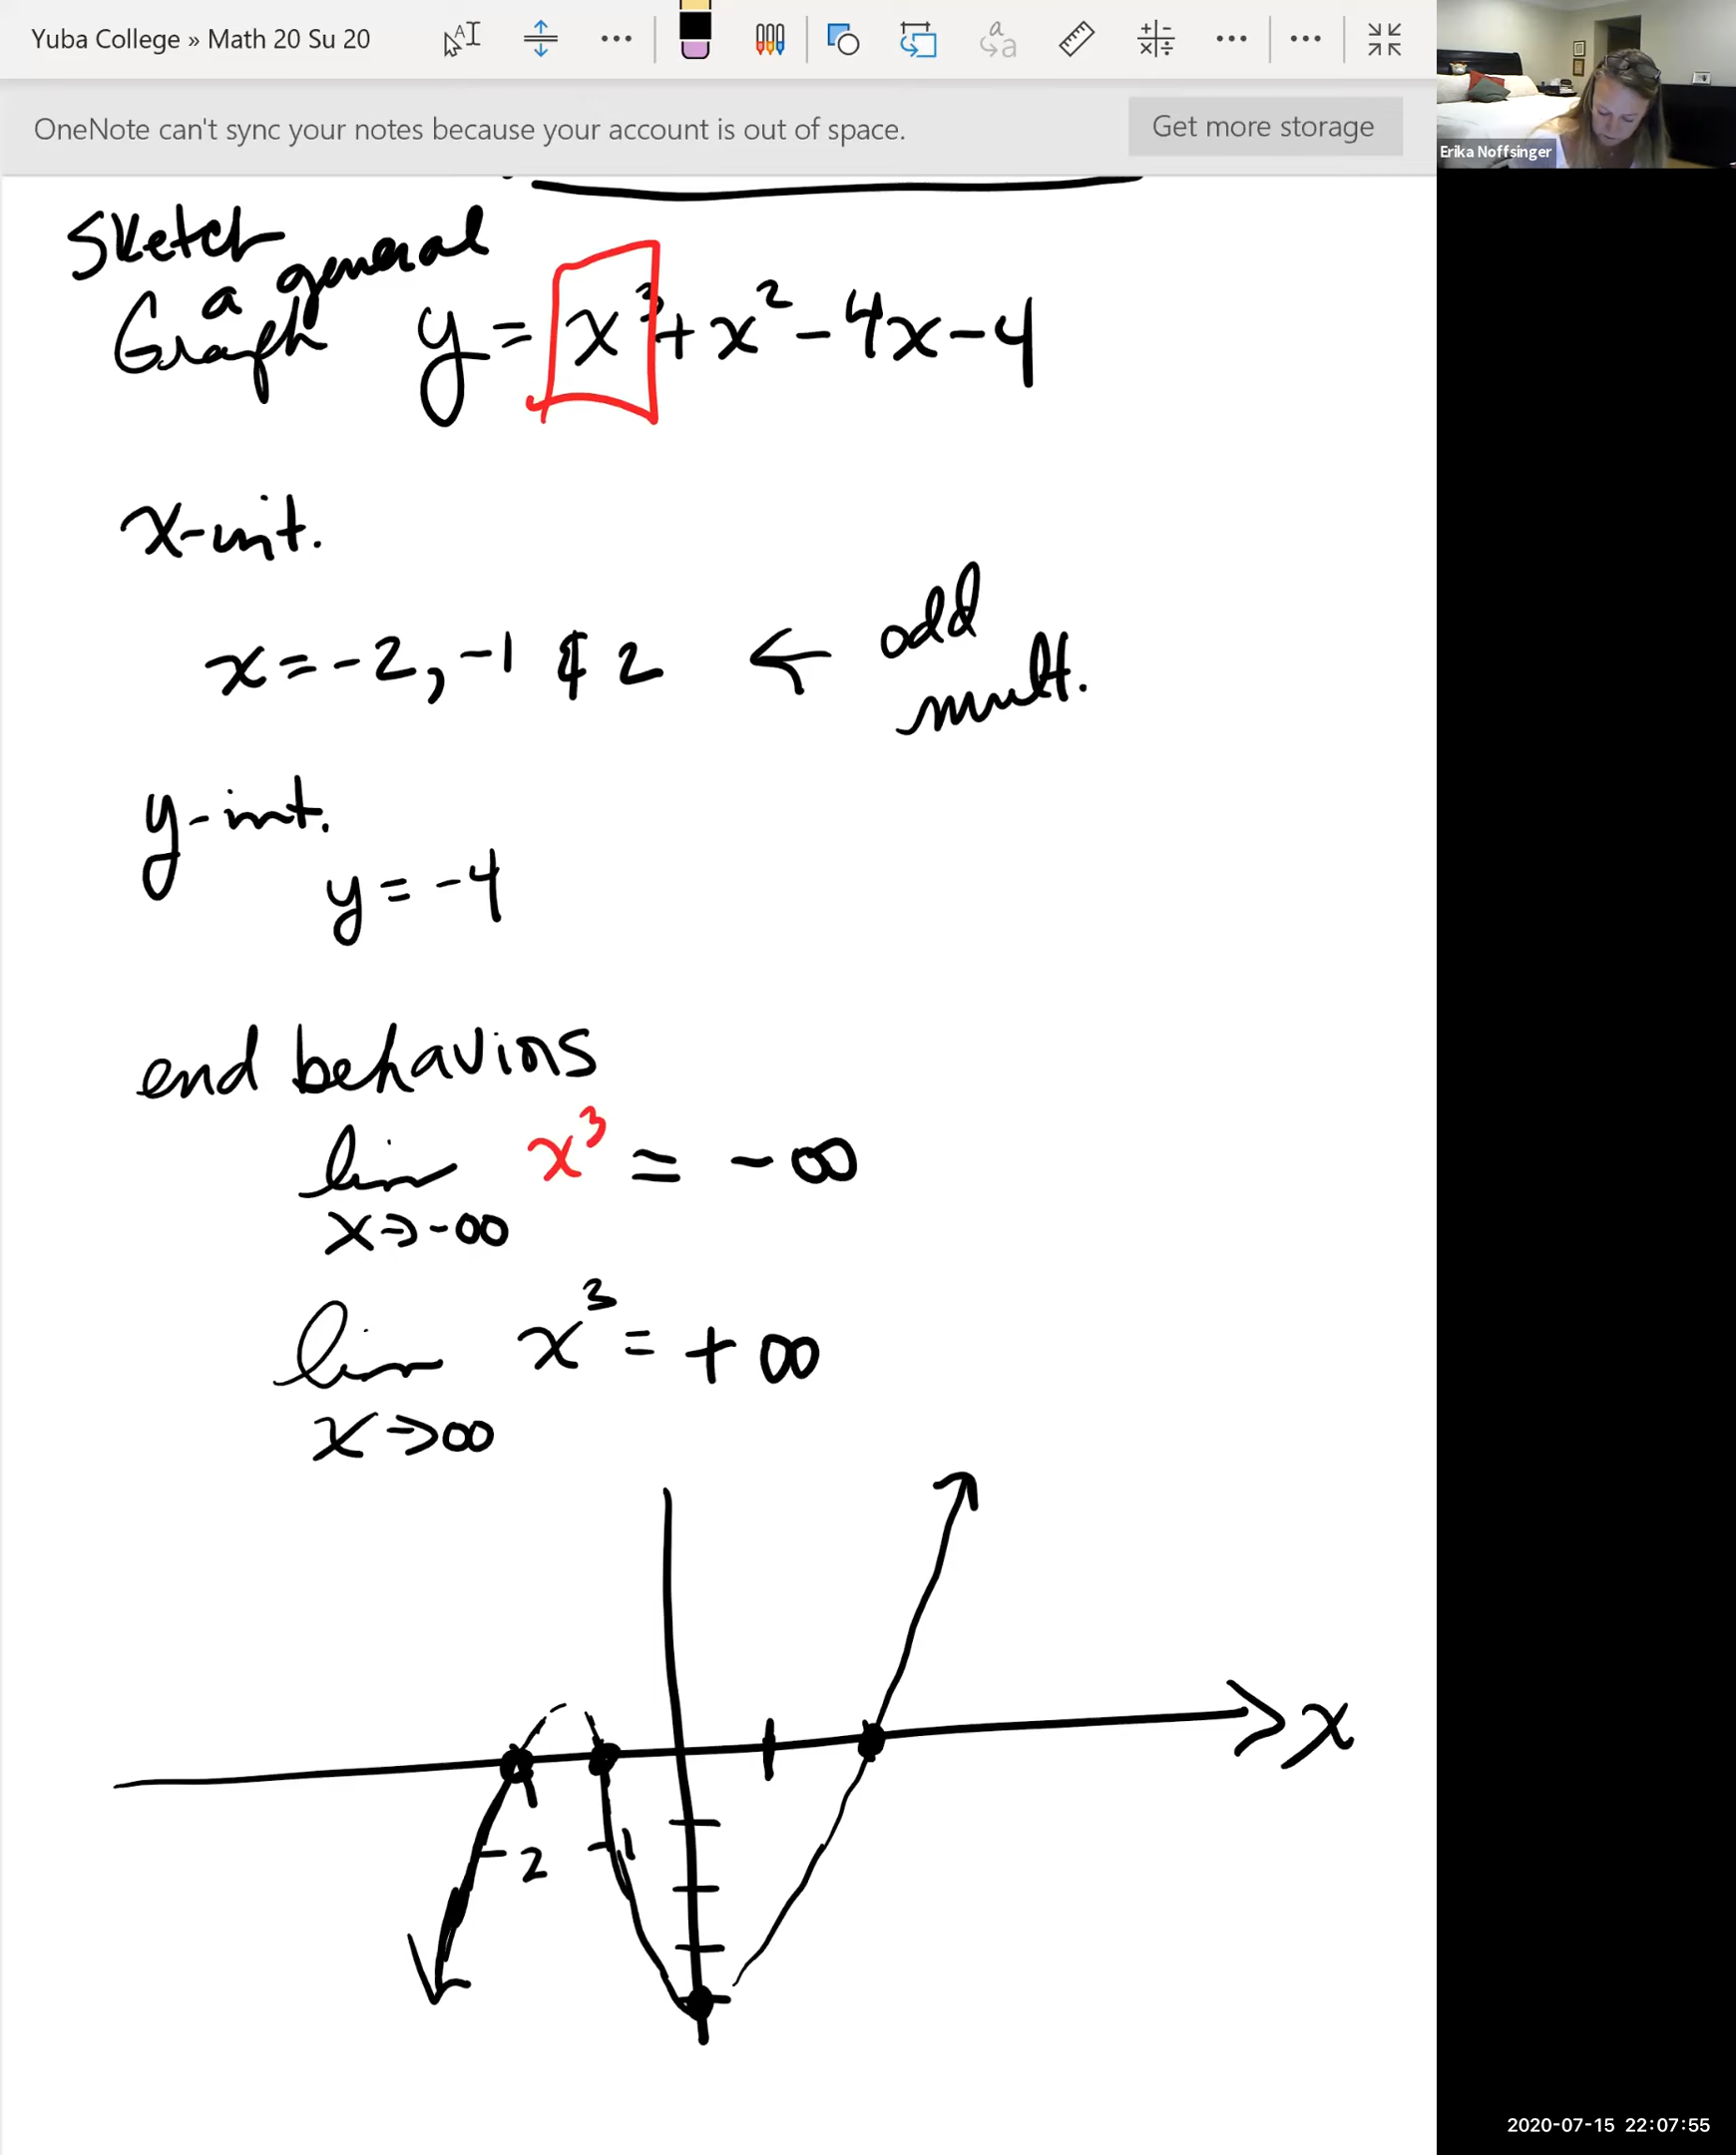 Yuba College » Math 20 Su 20
OneNote can't sync your notes because your account is out of space.
Get more storage
Erika Noffsinger
Sketch
a general
Graph
y = x³ + x² - 4x - 4
x-int.
x = -2, -1 & 2 ← odd
mult.
y-int.
y = -4
end behaviors
lim x³ = -∞
x→-∞
lim x³ = +∞
x→∞
x
-2 -1
2020-07-15 22:07:55